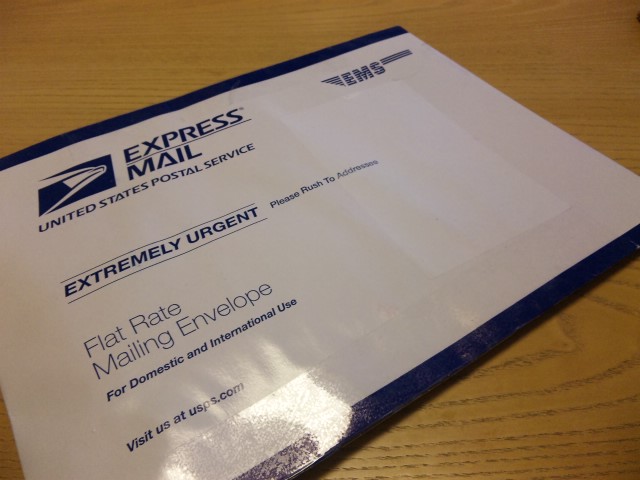 EMS
EXPRESS
MAIL
UNITED STATES POSTAL SERVICE
EXTREMELY URGENT Please Rush To Addressee
Flat Rate
Mailing Envelope
For Domestic and International Use
Visit us at usps.com